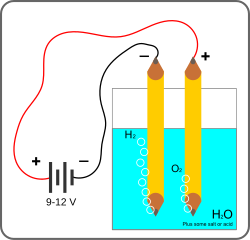 − +
H₂
O₂
+ −
9-12 V
H₂O
Plus some salt or acid